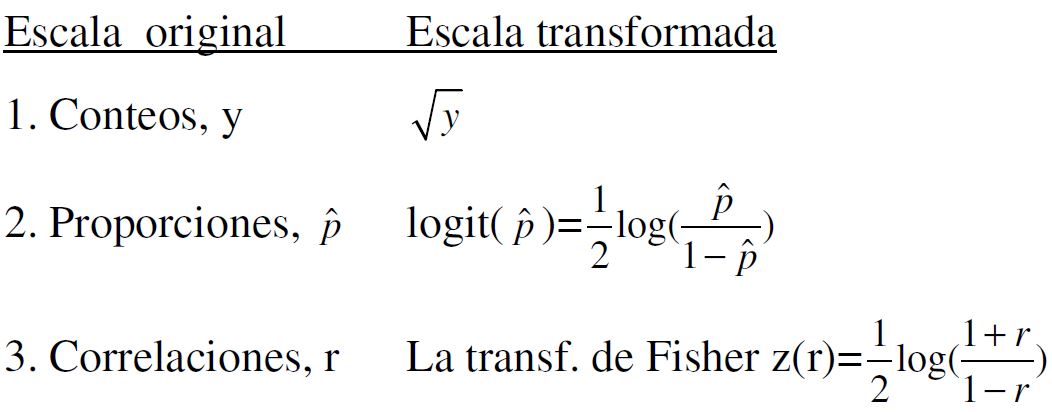 Escala original Escala transformada
1. Conteos, y √y
2. Proporciones, p̂ logit( p̂ )=1/2 log(p̂/(1− p̂))
3. Correlaciones, r La transf. de Fisher z(r)=1/2 log((1+ r)/(1− r))